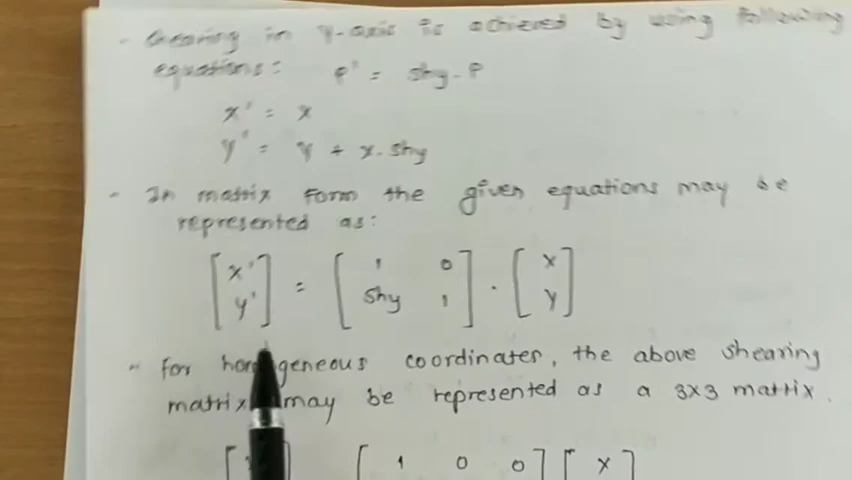 - Shearing in Y-axis is achieved by using following
equations: P' = Shy . P
x' = x
y' = y + x . Shy
- In matrix form the given equations may be
represented as:
[x' y'] = [1 0 Shy 1] . [x y]
- For homogeneous coordinates, the above shearing
matrix may be represented as a 3x3 matrix.
[ [1 0 0] [x]